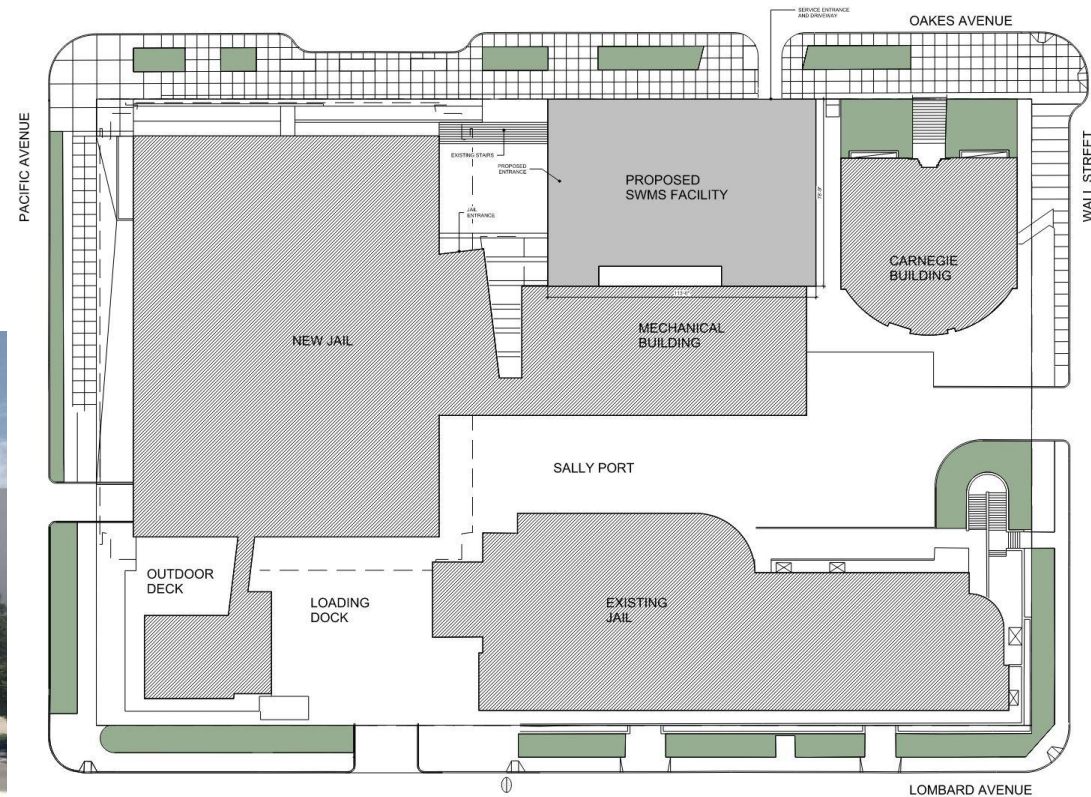 SERVICE ENTRANCE
AND DRIVEWAY
OAKES AVENUE
PACIFIC AVENUE
WALL STREET
EXISTING STAIRS
PROPOSED
ENTRANCE
PROPOSED
SWMS FACILITY
JAIL
ENTRANCE
CARNEGIE
BUILDING
NEW JAIL
MECHANICAL
BUILDING
SALLY PORT
OUTDOOR
DECK
LOADING
DOCK
EXISTING
JAIL
LOMBARD AVENUE